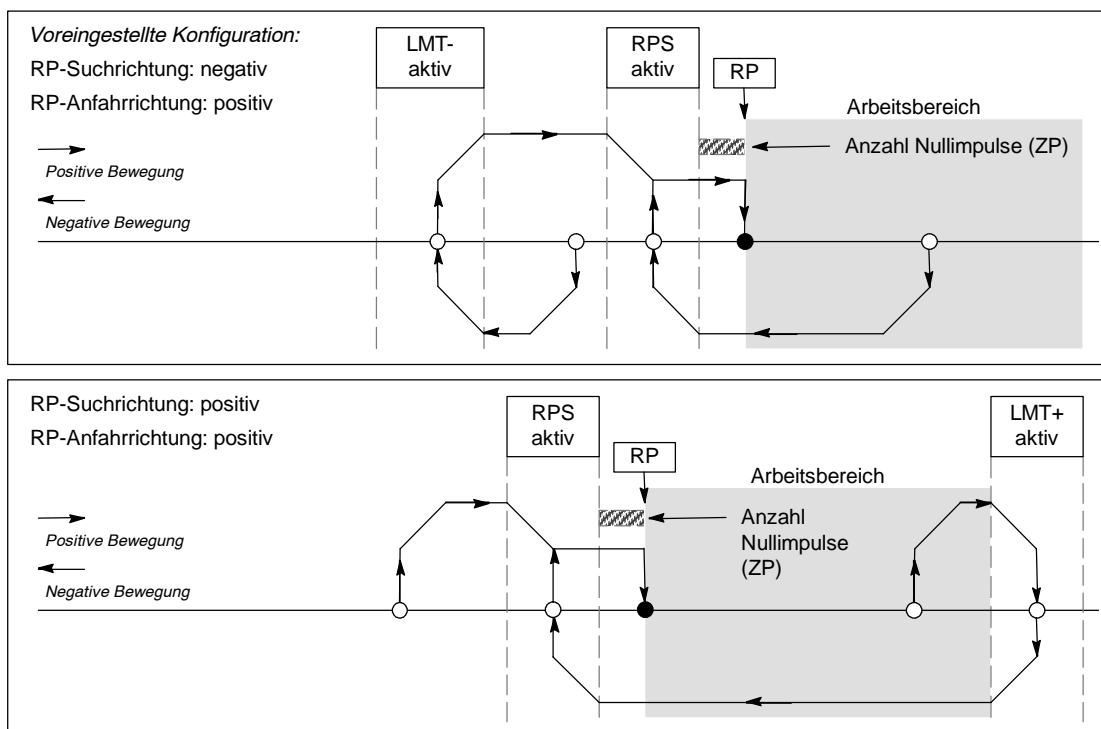 Voreingestellte Konfiguration:
RP-Suchrichtung: negativ
RP-Anfahrrichtung: positiv
LMT-
aktiv
RPS
aktiv
RP
Arbeitsbereich
Anzahl Nullimpulse (ZP)
Positive Bewegung
Negative Bewegung
RP-Suchrichtung: positiv
RP-Anfahrrichtung: positiv
RPS
aktiv
RP
LMT+
aktiv
Arbeitsbereich
Anzahl
Nullimpulse
(ZP)
Positive Bewegung
Negative Bewegung